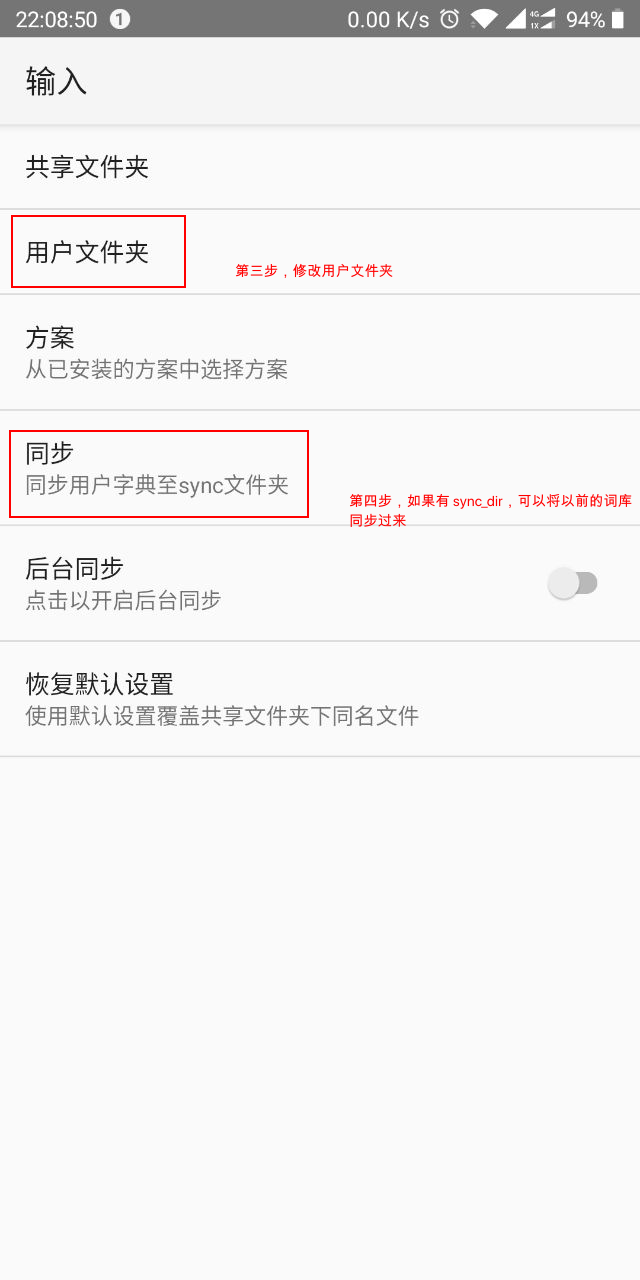 22:08:50 1 0.00 K/s 4G 1X 94%
输入
共享文件夹
用户文件夹
第三步，修改用户文件夹
方案
从已安装的方案中选择方案
同步
同步用户字典至sync文件夹
第四步，如果有 sync_dir，可以将以前的词库
同步过来
后台同步
点击以开启后台同步
恢复默认设置
使用默认设置覆盖共享文件夹下同名文件